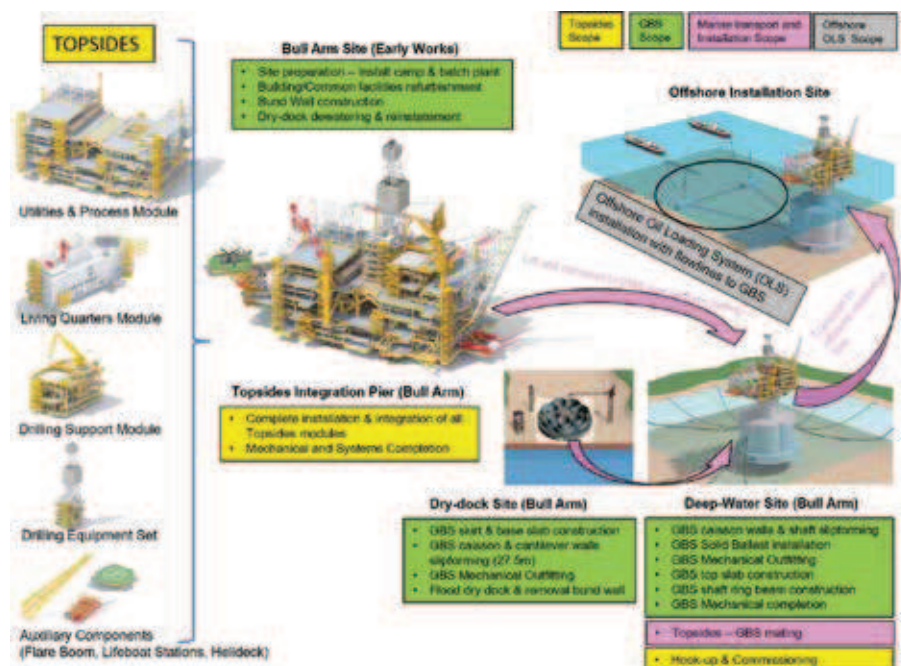 TOPSIDES
Utilities & Process Module
Living Quarters Module
Drilling Support Module
Drilling Equipment Set
Auxiliary Components
(Flare Boom, Lifeboat Stations, Helideck)
Bull Arm Site (Early Works)
• Site preparation – Install camp & batch plant
• Building/Common facilities refurbishment
• Bund Wall construction
• Dry-dock dewatering & reinstatement
Topsides
Scope
GBS
Scope
Marine transport and
Installation Scope
Offshore
OLS Scope
Offshore Installation Site
Offshore Oil Loading System (OLS)
installation with flowlines to GBS
Topsides Integration Pier (Bull Arm)
• Complete installation & integration of all
Topsides modules
• Mechanical and Systems Completion
Dry-dock Site (Bull Arm)
• GBS skirt & base slab construction
• GBS caisson & cantilever walls
slipforming (27.5m)
• GBS Mechanical Outfitting
• Flood dry dock & removal bund wall
Deep-Water Site (Bull Arm)
• GBS caisson walls & shaft slipforming
• GBS Solid Ballast installation
• GBS Mechanical Outfitting
• GBS top slab construction
• GBS shaft ring beam construction
• GBS Mechanical completion
• Topsides – GBS mating
• Hook-up & Commissioning